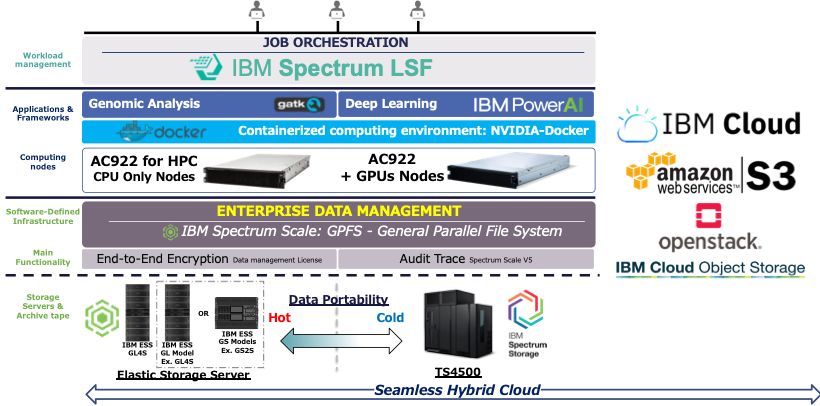 JOB ORCHESTRATION
Workload
management
IBM Spectrum LSF
Applications &
Frameworks
Genomic Analysis
gatk
Deep Learning
IBM PowerAI
docker
Containerized computing environment: NVIDIA-Docker
Computing
nodes
AC922 for HPC
CPU Only Nodes
AC922
+ GPUs Nodes
Software-Defined
Infrastructure
ENTERPRISE DATA MANAGEMENT
IBM Spectrum Scale: GPFS - General Parallel File System
Main
Functionality
End-to-End Encryption Data management License
Audit Trace Spectrum Scale V5
Storage
Servers &
Archive tape
IBM ESS
GL4S
IBM ESS
GL Model
Ex. GL4S
OR
IBM ESS
GS Models
Ex. GS2S
Elastic Storage Server
Data Portability
Hot
Cold
TS4500
IBM
Spectrum
Storage
IBM Cloud
amazon
web services™
S3
openstack.
IBM Cloud Object Storage
Seamless Hybrid Cloud